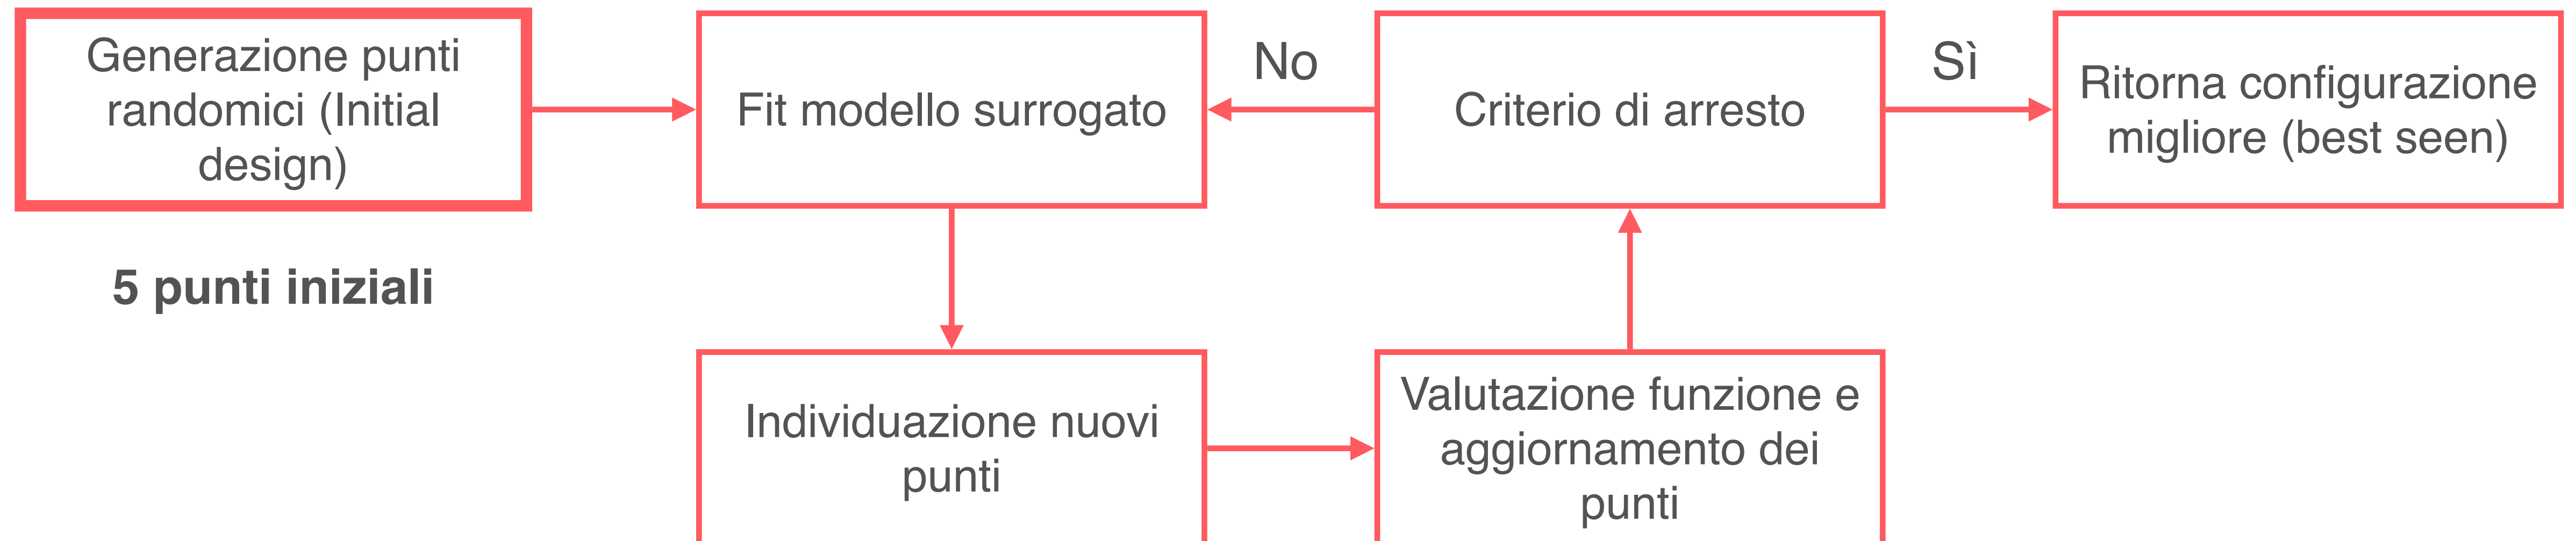 Generazione punti
randomici (Initial
design)
5 punti iniziali
Fit modello surrogato
No
Criterio di arresto
Sì
Ritorna configurazione
migliore (best seen)
Individuazione nuovi
punti
Valutazione funzione e
aggiornamento dei
punti